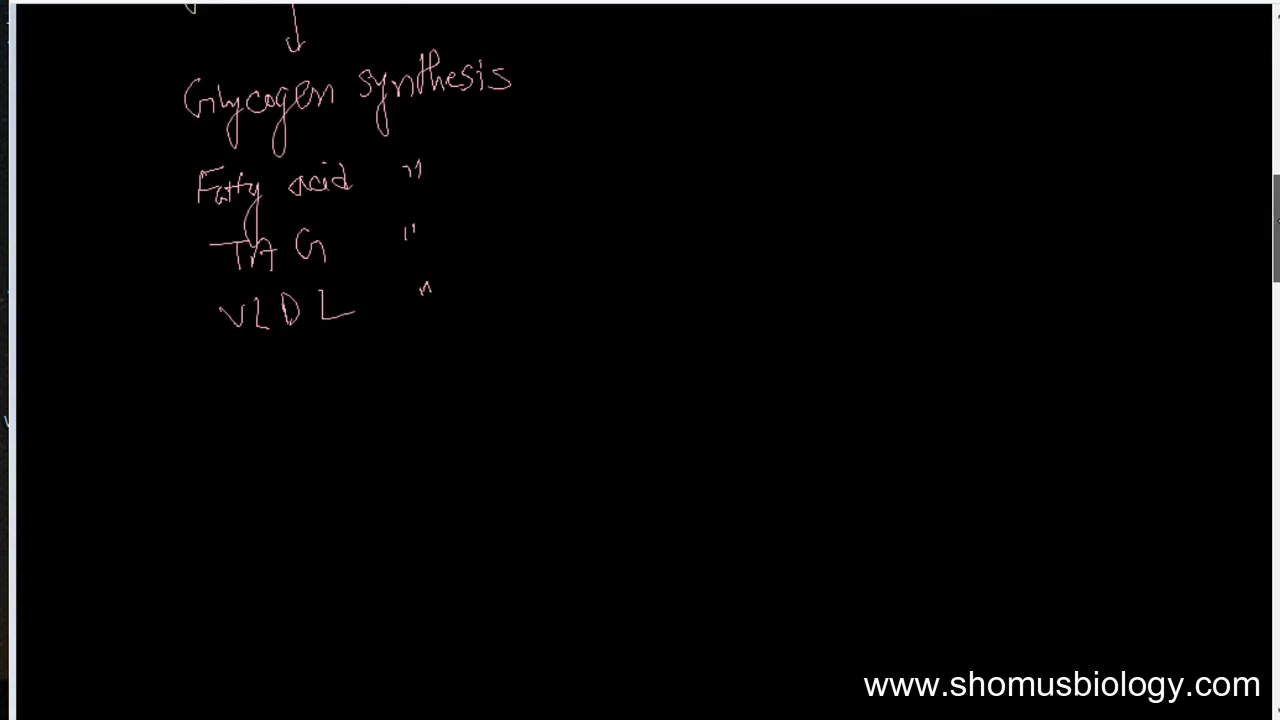 Glycogen synthesis
Fatty acid "
TAG "
VLDL "
www.shomusbiology.com